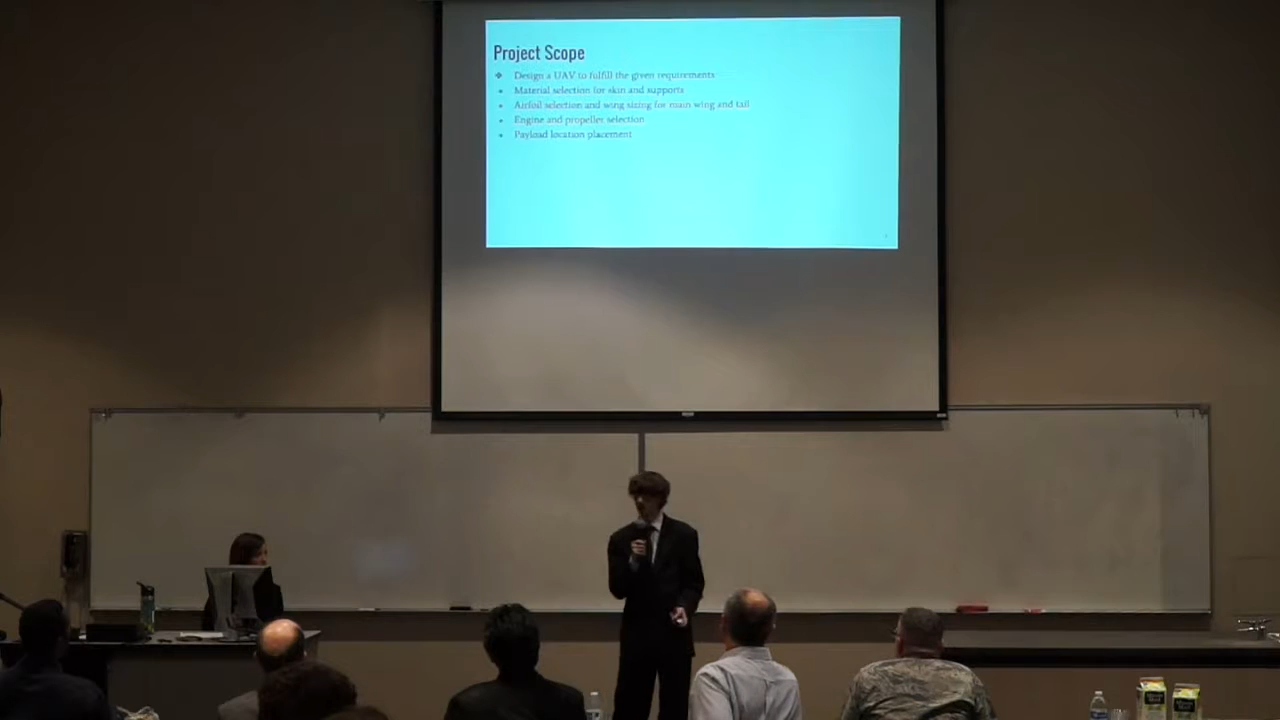 Project Scope
❖ Design a UAV to fulfill the given requirements
• Material selection for skin and supports
• Airfoil selection and wing sizing for main wing and tail
• Engine and propeller selection
• Payload location placement